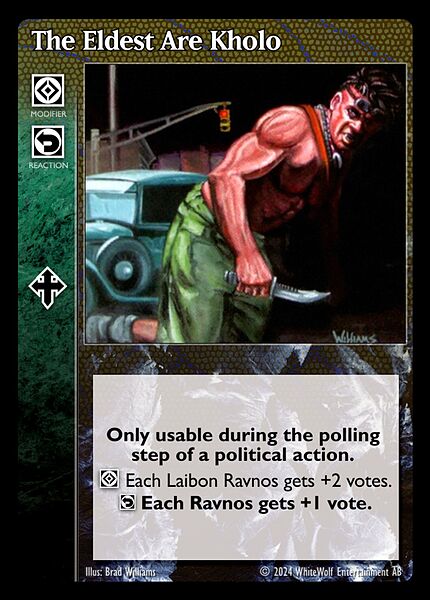 The Eldest Are Kholo
MODIFIER
REACTION
WilliAMS
Only usable during the polling
step of a political action.
Each Laibon Ravnos gets +2 votes.
Each Ravnos gets +1 vote.
Illus: Brad Williams
© 2024 WhiteWolf Entertainment AB